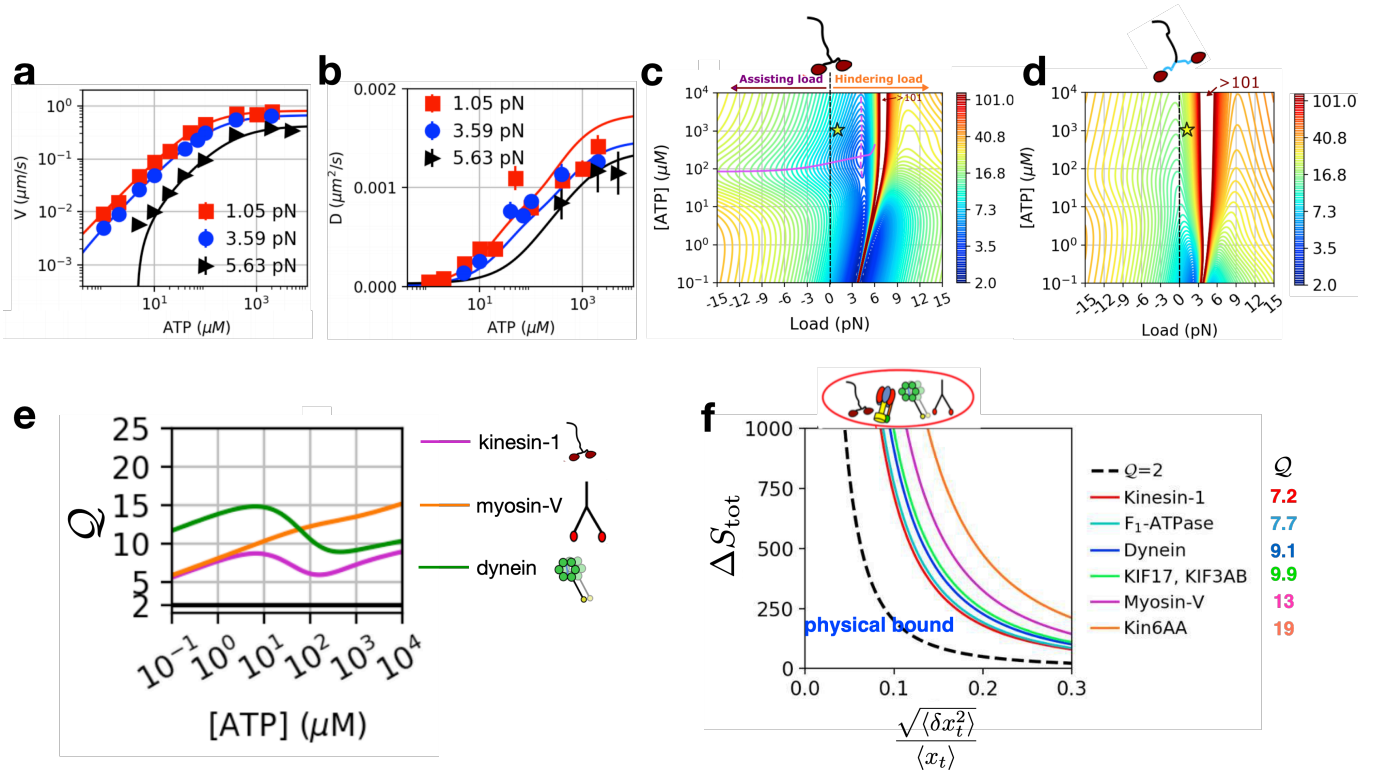 a
10⁰
10⁻¹
10⁻²
10⁻³
V (μm/s)
1.05 pN
3.59 pN
5.63 pN
10¹
10³
ATP (μM)
b
0.002
0.001
0.000
D (μm²/s)
1.05 pN
3.59 pN
5.63 pN
10¹
10³
ATP (μM)
c
Assisting load
Hindering load
>101
10⁴
10³
10²
10¹
10⁰
10⁻¹
[ATP] (μM)
-15
-12
-9
-6
-3
0
3
6
9
12
15
Load (pN)
101.0
40.8
16.8
7.3
3.5
2.0
d
>101
10⁴
10³
10²
10¹
10⁰
10⁻¹
[ATP] (μM)
-15
-12
-9
-6
-3
0
3
6
9
12
15
Load (pN)
101.0
40.8
16.8
7.3
3.5
2.0
e
25
20
15
10
5
2
𝒬
10⁻¹
10⁰
10¹
10²
10³
10⁴
[ATP] (μM)
kinesin-1
myosin-V
dynein
f
1000
750
500
250
0
ΔS_tot
physical bound
0.0
0.1
0.2
0.3
√⟨δx_t²⟩
⟨x_t⟩
𝒬
𝒬=2
Kinesin-1 7.2
F₁-ATPase 7.7
Dynein 9.1
KIF17, KIF3AB 9.9
Myosin-V 13
Kin6AA 19